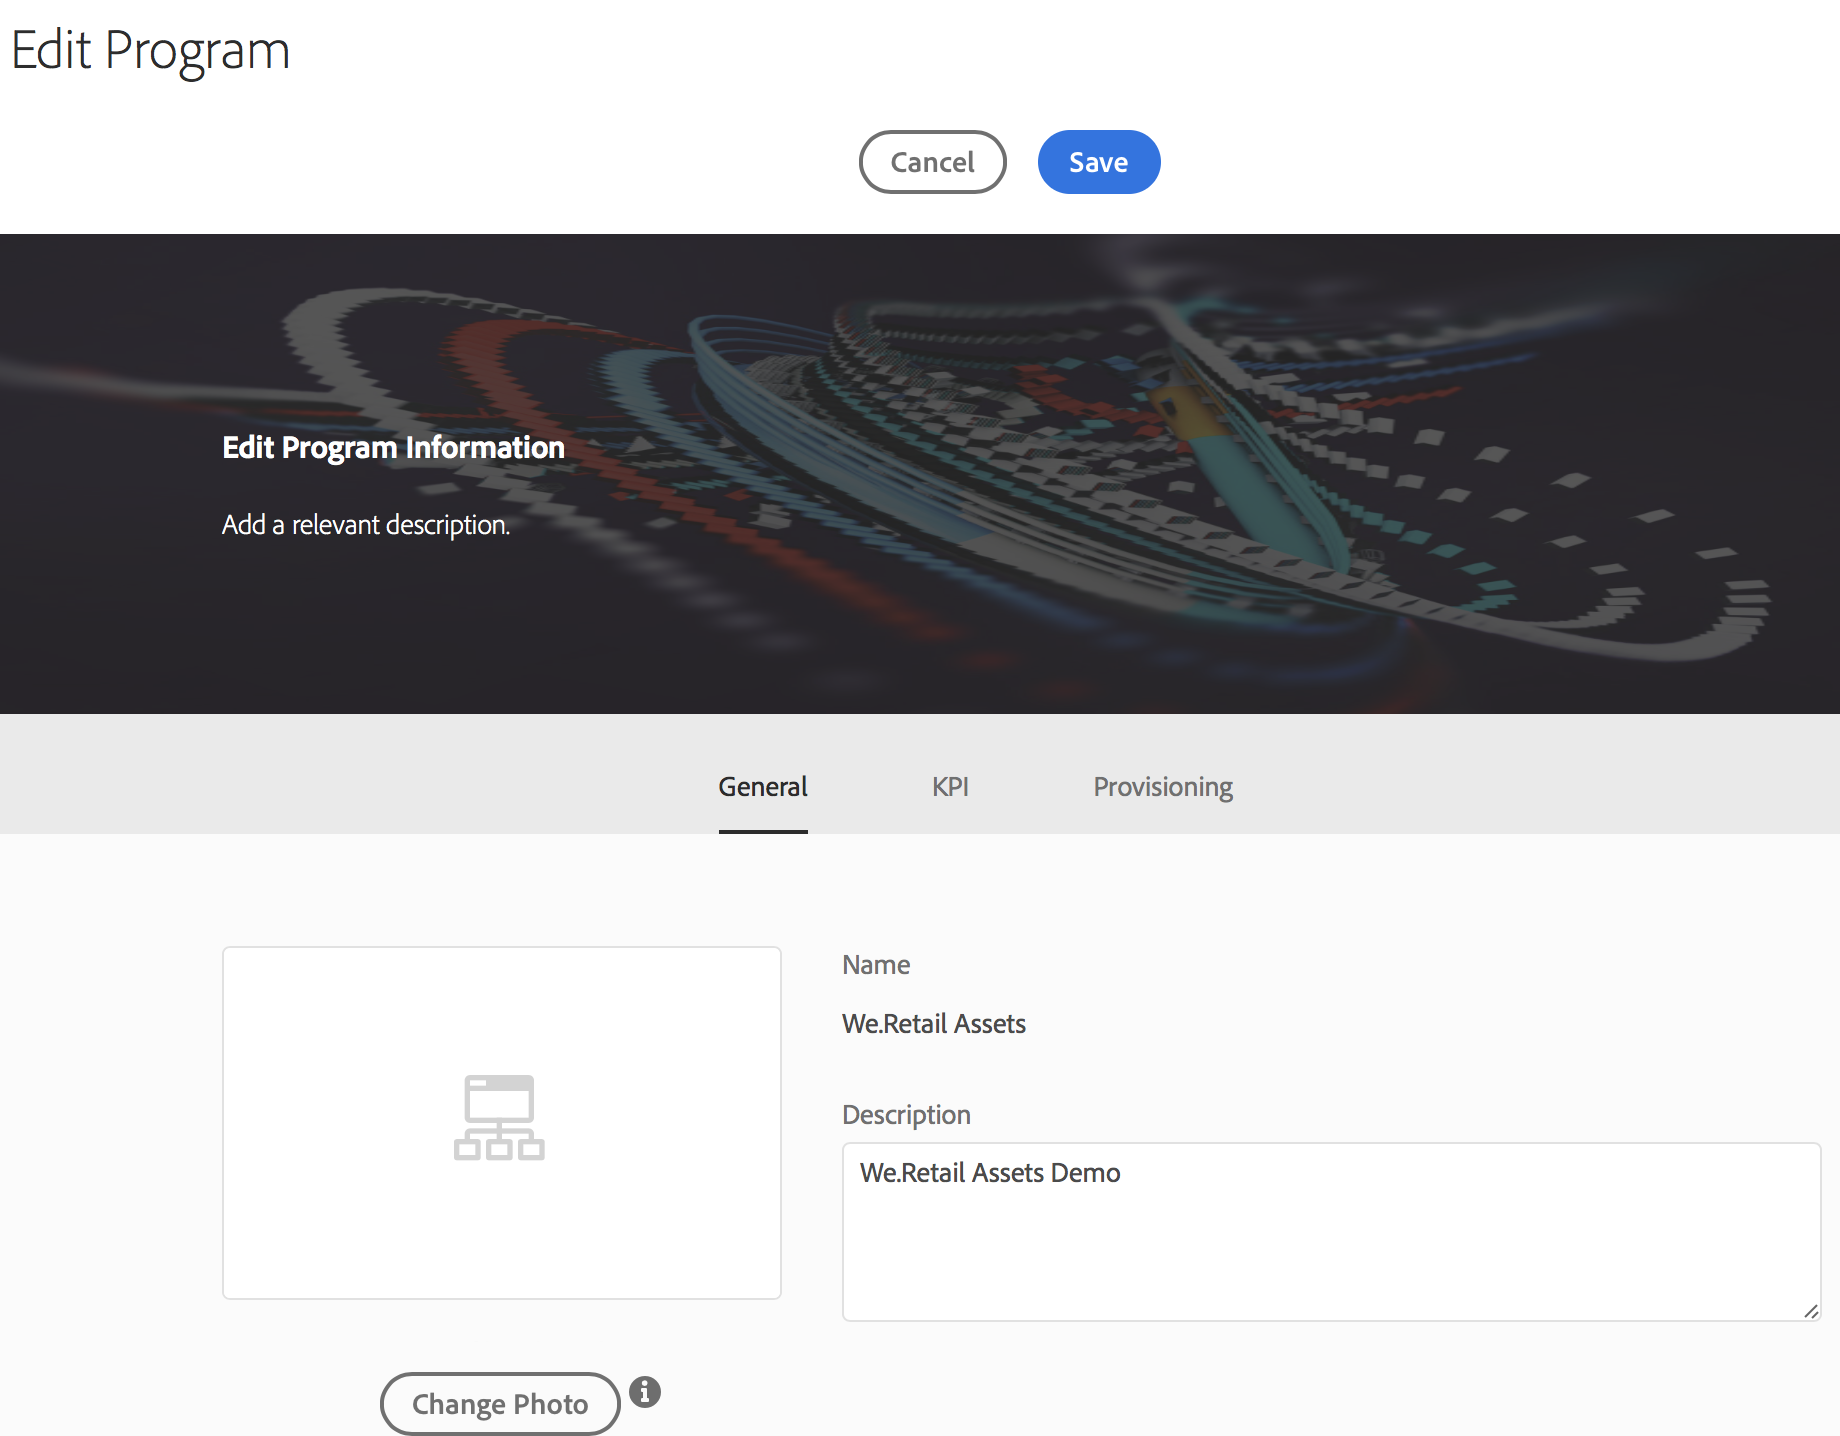 Edit Program
Cancel
Save
Edit Program Information
Add a relevant description.
General
KPI
Provisioning
Name
We.Retail Assets
Description
We.Retail Assets Demo
Change Photo